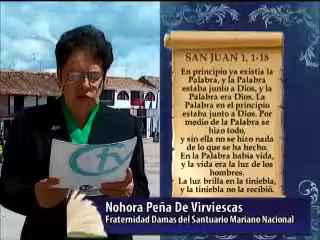 SAN JUAN 1, 1-18
En principio ya existia la
Palabra, y la Palabra
estaba junto a Dios, y la
Palabra era Dios. La
Palabra en el principio
estaba junto a Dios. Por
medio de la Palabra se
hizo todo,
y sin ella no se hizo nada
de lo que se ha hecho.
En la Palabra había vida,
y la vida era la luz de los
hombres.
La luz brilla en la tiniebla,
y la tiniebla no la recibió.
Nohora Peña De Virviescas
Fraternidad Damas del Santuario Mariano Nacional